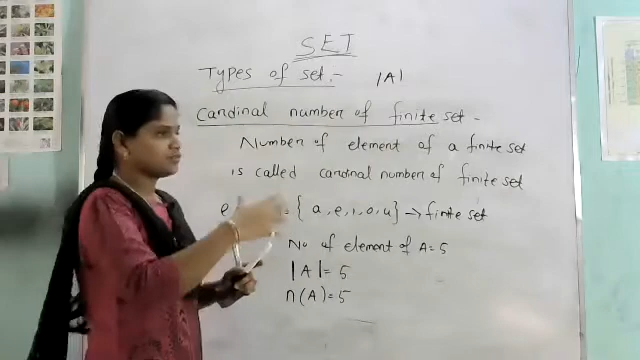 SET
Types of set :-
|A|
Cardinal number of finite set -
Number of element of a finite set
is called cardinal number of finite set
e = { a, e, i, o, u } → finite set
No of element of A = 5
|A| = 5
n(A) = 5